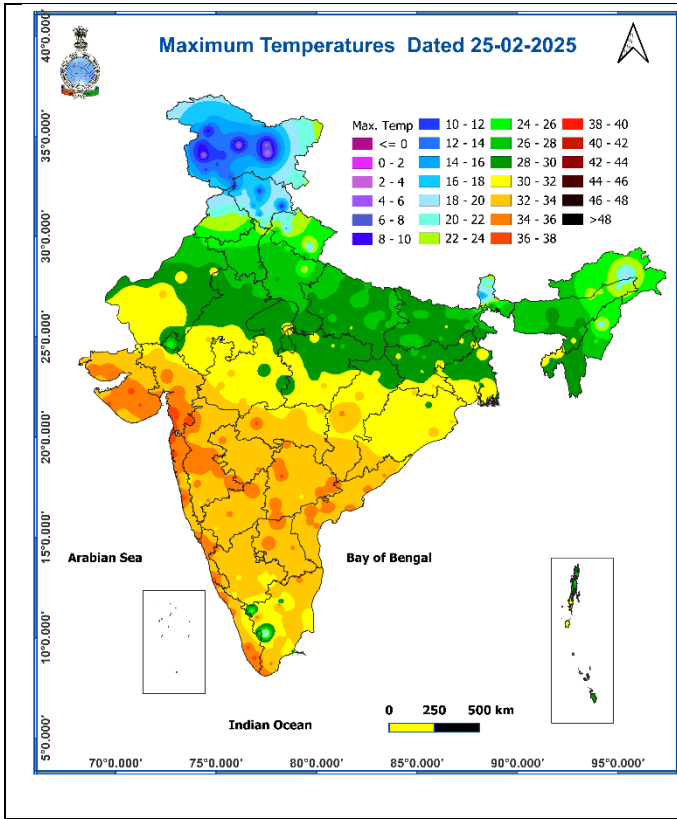 Maximum Temperatures Dated 25-02-2025
Max. Temp
<= 0
0 - 2
2 - 4
4 - 6
6 - 8
8 - 10
10 - 12
12 - 14
14 - 16
16 - 18
18 - 20
20 - 22
22 - 24
24 - 26
26 - 28
28 - 30
30 - 32
32 - 34
34 - 36
36 - 38
38 - 40
40 - 42
42 - 44
44 - 46
46 - 48
>48
40°0.000'
35°0.000'
30°0.000'
25°0.000'
20°0.000'
15°0.000'
10°0.000'
5°0.000'
Arabian Sea
Bay of Bengal
Indian Ocean
0 250 500 km
70°0.000' 75°0.000' 80°0.000' 85°0.000' 90°0.000' 95°0.000'